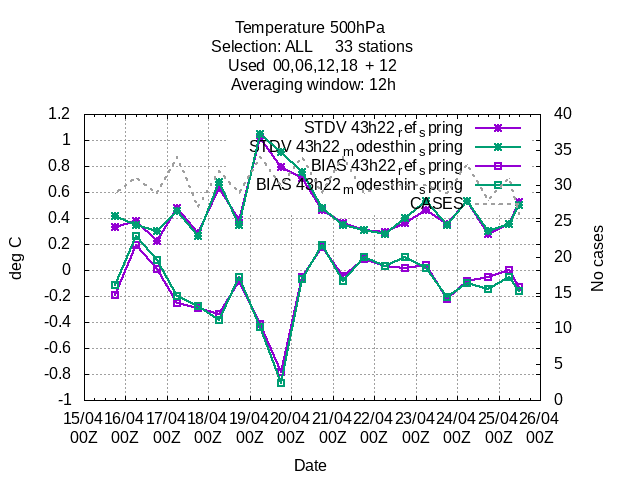 Temperature 500hPa
Selection: ALL 33 stations
Used 00,06,12,18 + 12
Averaging window: 12h
STDV 43h22refspring
STDV 43h22modesthinspring
BIAS 43h22refspring
BIAS 43h22modesthinspring
CASES
deg C
1.2
1
0.8
0.6
0.4
0.2
0
-0.2
-0.4
-0.6
-0.8
-1
No cases
40
35
30
25
20
15
10
5
0
15/04 16/04 17/04 18/04 19/04 20/04 21/04 22/04 23/04 24/04 25/04 26/04
00Z 00Z 00Z 00Z 00Z 00Z 00Z 00Z 00Z 00Z 00Z 00Z
Date